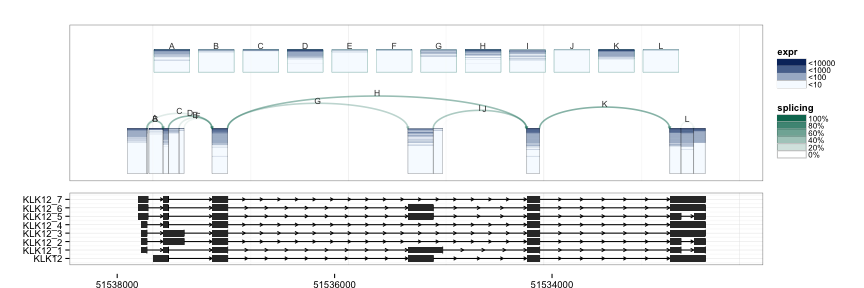 A B C D E F G H I J K L
expr
<10000
<1000
<100
<10
H
G
K
C D
I J
L
splicing
100%
80%
60%
40%
20%
0%
KLK12_7
KLK12_6
KLK12_5
KLK12_4
KLK12_3
KLK12_2
KLK12_1
KLKT2
51538000 51536000 51534000